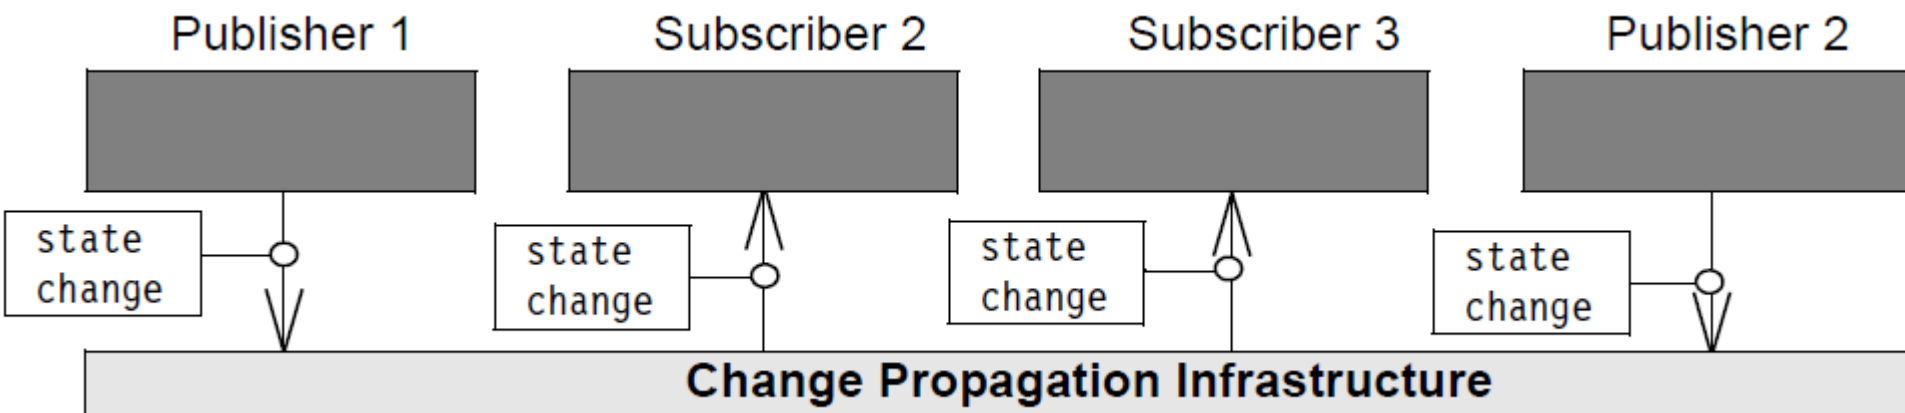 Publisher 1
Subscriber 2
Subscriber 3
Publisher 2
state
change
state
change
state
change
state
change
Change Propagation Infrastructure